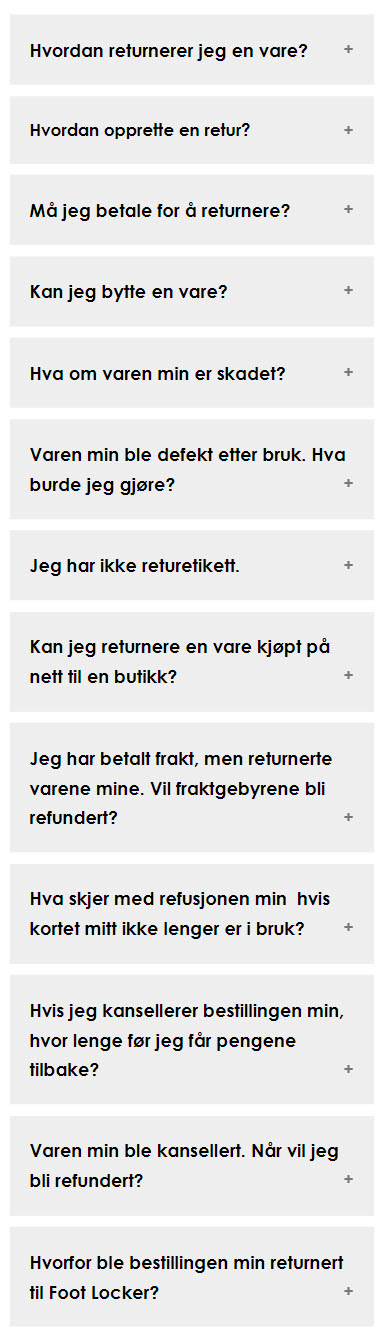 Hvordan returnerer jeg en vare? +
Hvordan opprette en retur? +
Må jeg betale for å returnere? +
Kan jeg bytte en vare? +
Hva om varen min er skadet? +
Varen min ble defekt etter bruk. Hva
burde jeg gjøre? +
Jeg har ikke returetikett. +
Kan jeg returnere en vare kjøpt på
nett til en butikk? +
Jeg har betalt frakt, men returnerte
varene mine. Vil fraktgebyrene bli
refundert? +
Hva skjer med refusjonen min  hvis
kortet mitt ikke lenger er i bruk? +
Hvis jeg kansellerer bestillingen min,
hvor lenge før jeg får pengene
tilbake? +
Varen min ble kansellert. Når vil jeg
bli refundert? +
Hvorfor ble bestillingen min returnert
til Foot Locker? +